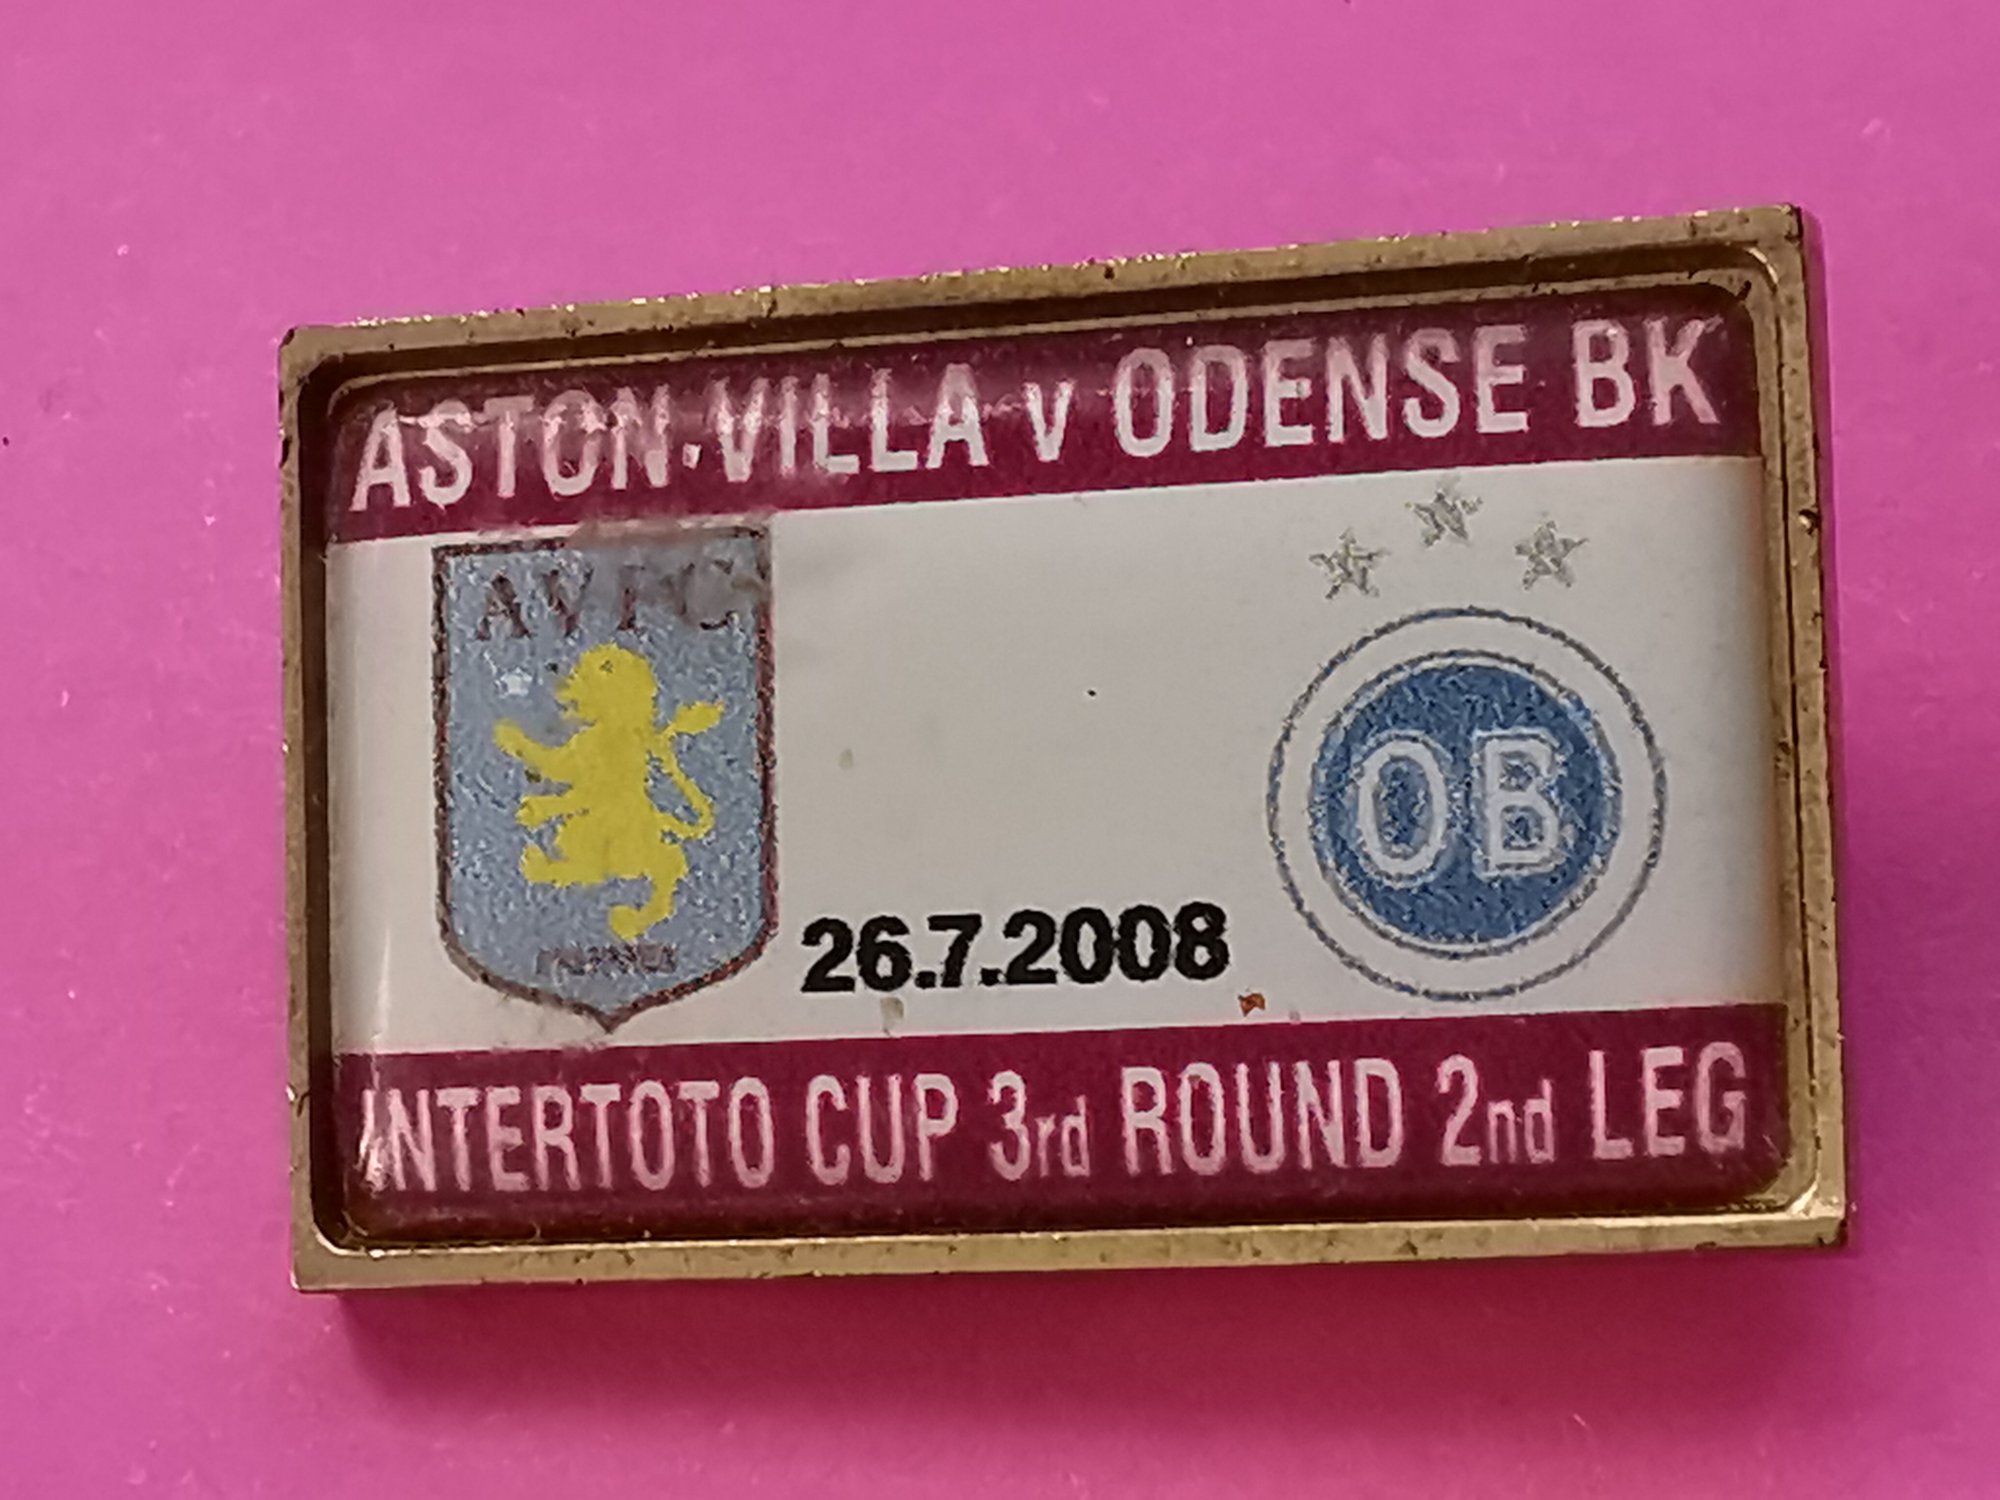 ASTON VILLA v ODENSE BK
AVFC
OB
26.7.2008
INTERTOTO CUP 3rd ROUND 2nd LEG